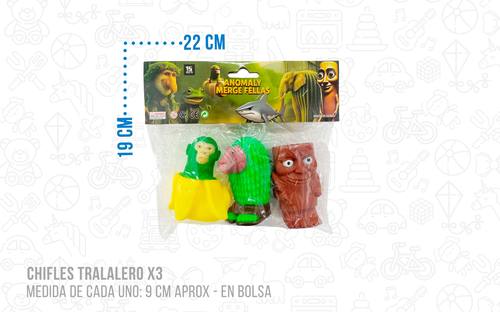 22 CM
19 CM
ANOMALY
MERGE FELLAS
CHIFLES TRALALERO X3
MEDIDA DE CADA UNO: 9 CM APROX - EN BOLSA